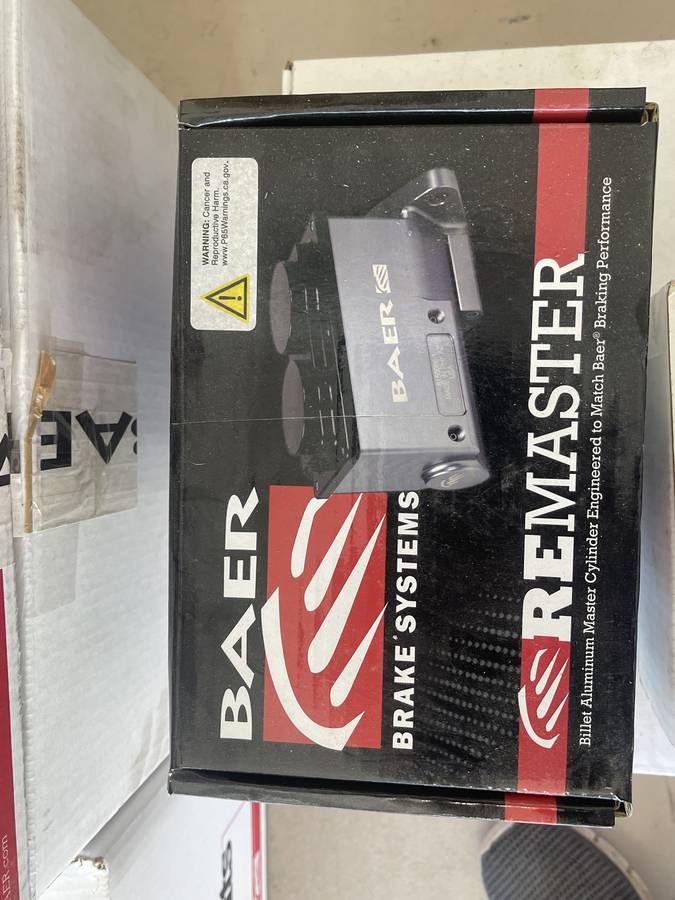 BAER
BRAKE SYSTEMS
WARNING: Cancer and
Reproductive Harm.
www.P65Warnings.ca.gov.
BAER
REMASTER
Billet Aluminum Master Cylinder Engineered to Match Baer® Braking Performance
BAER